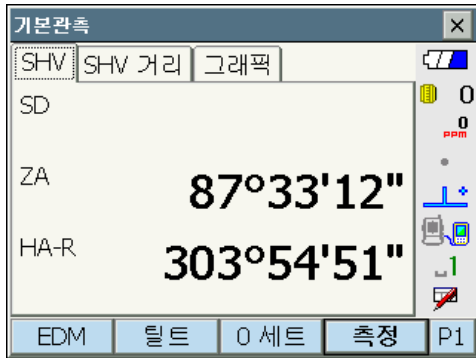 기본관측
SHV SHV 거리 그래픽
SD
0
0
PPM
ZA 87°33'12"
HA-R 303°54'51"
1
EDM 틸트 0 세트 측정 P1